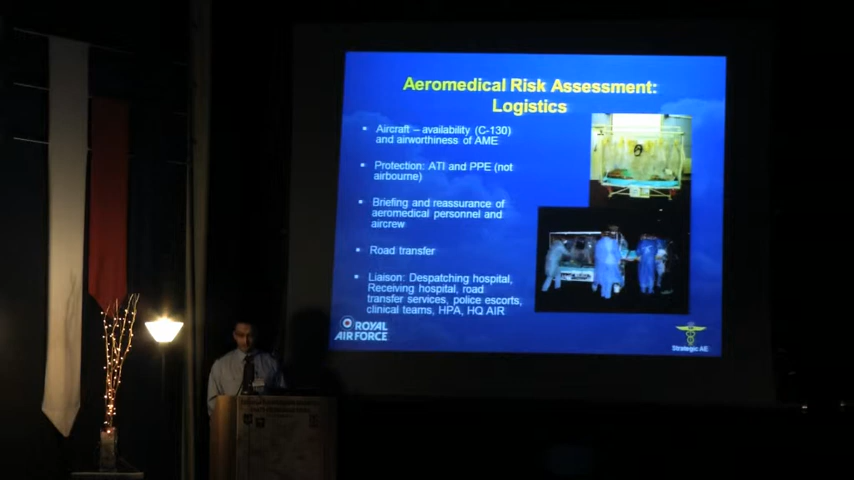 Aeromedical Risk Assessment:
Logistics
Aircraft – availability (C-130)
and airworthiness of AME
Protection: ATI and PPE (not
airbourne)
Briefing and reassurance of
aeromedical personnel and
aircrew
Road transfer
Liaison: Despatching hospital,
Receiving hospital, road
transfer services, police escorts,
clinical teams, HPA, HQ AIR
ROYAL
AIR FORCE
Strategic AE